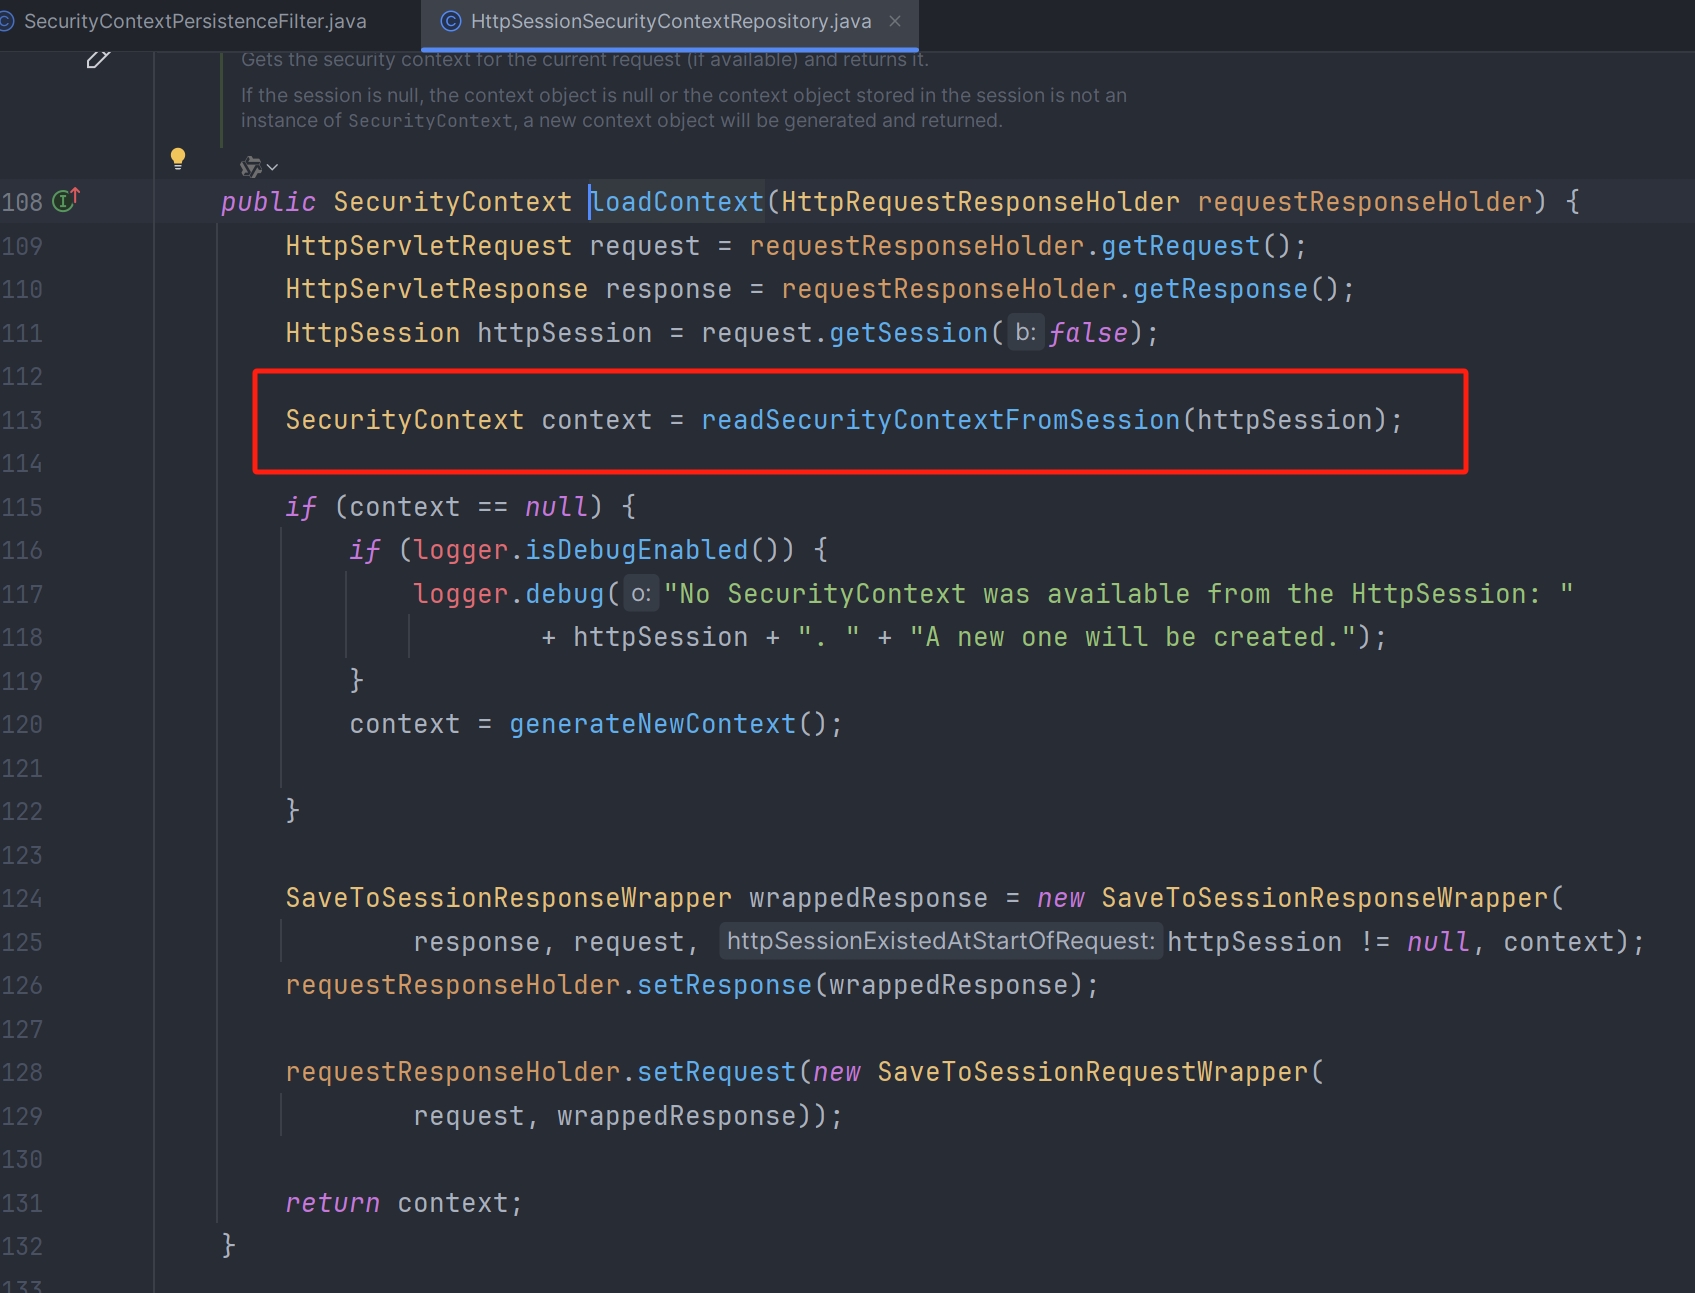 SecurityContextPersistenceFilter.java
HttpSessionSecurityContextRepository.java
Gets the security context for the current request (if available) and returns it.
If the session is null, the context object is null or the context object stored in the session is not an
instance of SecurityContext, a new context object will be generated and returned.
108 public SecurityContext loadContext(HttpRequestResponseHolder requestResponseHolder) {
109 HttpServletRequest request = requestResponseHolder.getRequest();
110 HttpServletResponse response = requestResponseHolder.getResponse();
111 HttpSession httpSession = request.getSession( b: false);
112
113 SecurityContext context = readSecurityContextFromSession(httpSession);
114
115 if (context == null) {
116 if (logger.isDebugEnabled()) {
117 logger.debug( o: "No SecurityContext was available from the HttpSession: "
118 + httpSession + ". " + "A new one will be created.");
119 }
120 context = generateNewContext();
121
122 }
123
124 SaveToSessionResponseWrapper wrappedResponse = new SaveToSessionResponseWrapper(
125 response, request, httpSessionExistedAtStartOfRequest: httpSession != null, context);
126 requestResponseHolder.setResponse(wrappedResponse);
127
128 requestResponseHolder.setRequest(new SaveToSessionRequestWrapper(
129 request, wrappedResponse));
130
131 return context;
132 }
133